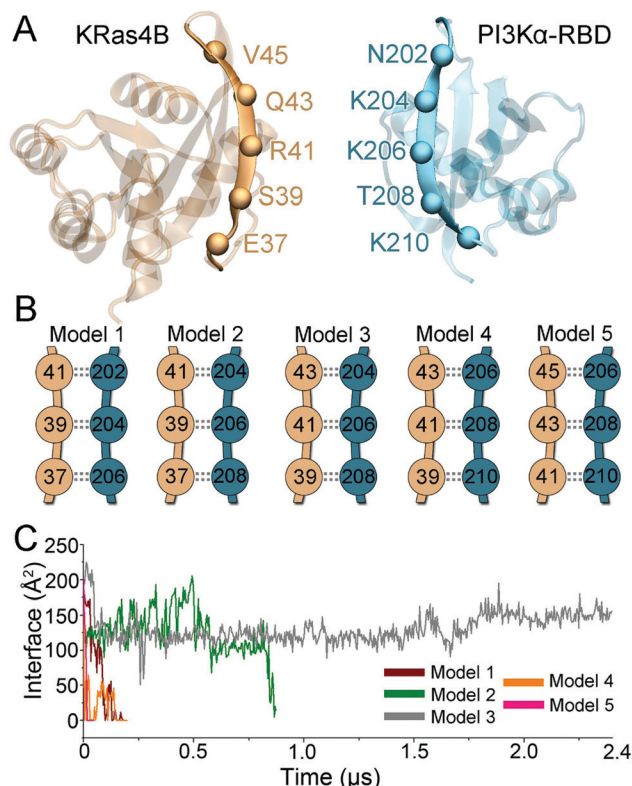 A
KRas4B
PI3Kα-RBD
V45
N202
Q43
K204
R41
K206
S39
T208
E37
K210
B
Model 1
Model 2
Model 3
Model 4
Model 5
41 202 41 204 43 204 43 206 45 206
39 204 39 206 41 206 41 208 43 208
37 206 37 208 39 208 39 210 41 210
C
Interface (Å²)
250
200
150
100
50
0
Model 1
Model 2
Model 3
Model 4
Model 5
0 0.5 1.0 1.5 2.0 2.4
Time (µs)